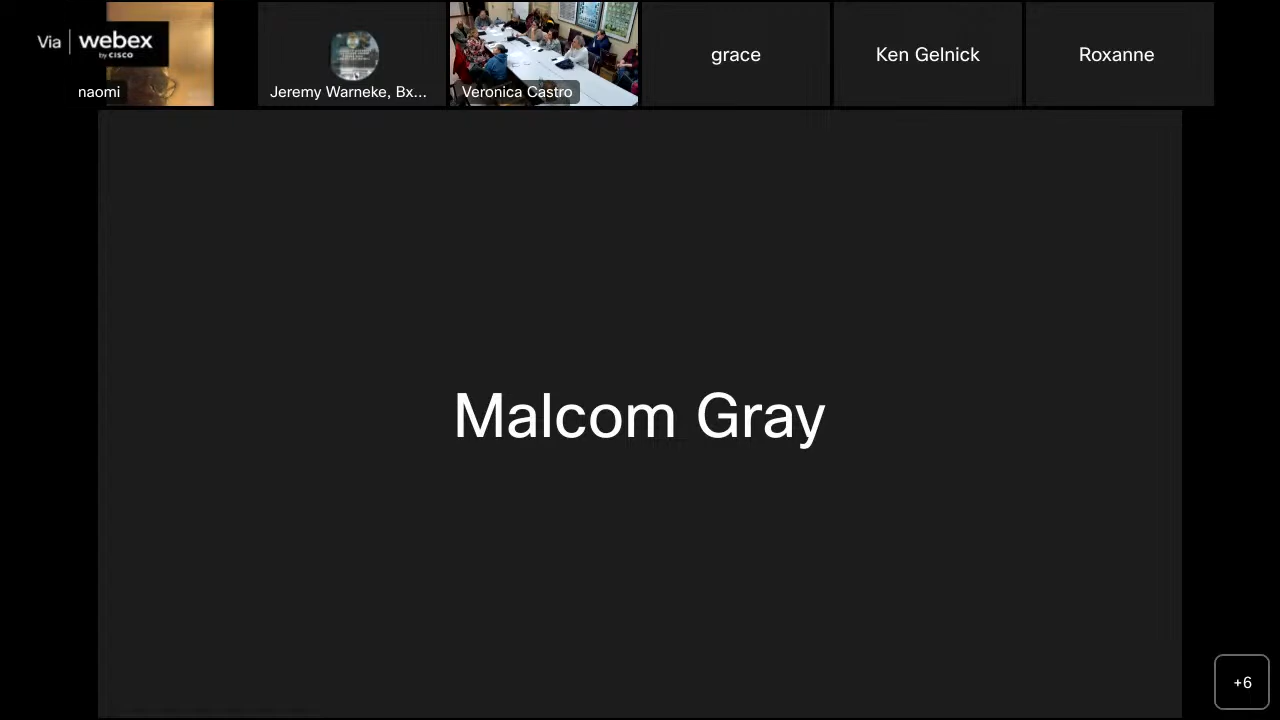 Via webex
by CISCO
naomi
Jeremy Warneke, Bx...
Veronica Castro
grace
Ken Gelnick
Roxanne
Malcom Gray
+6